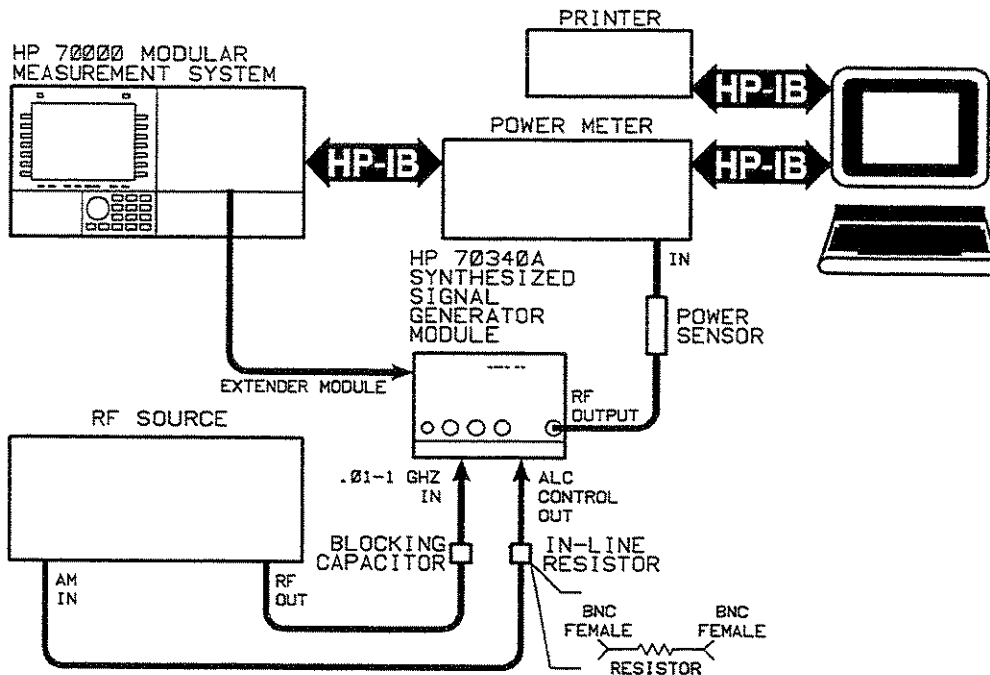 PRINTER
HP 70000 MODULAR
MEASUREMENT SYSTEM
HP-IB
POWER METER
HP-IB
HP-IB
HP 70340A
SYNTHESIZED
SIGNAL
GENERATOR
MODULE
IN
POWER
SENSOR
EXTENDER MODULE
RF
OUTPUT
RF SOURCE
.01-1 GHZ
IN
ALC
CONTROL
OUT
BLOCKING
CAPACITOR
IN-LINE
RESISTOR
AM
IN
RF
OUT
BNC
FEMALE
BNC
FEMALE
RESISTOR